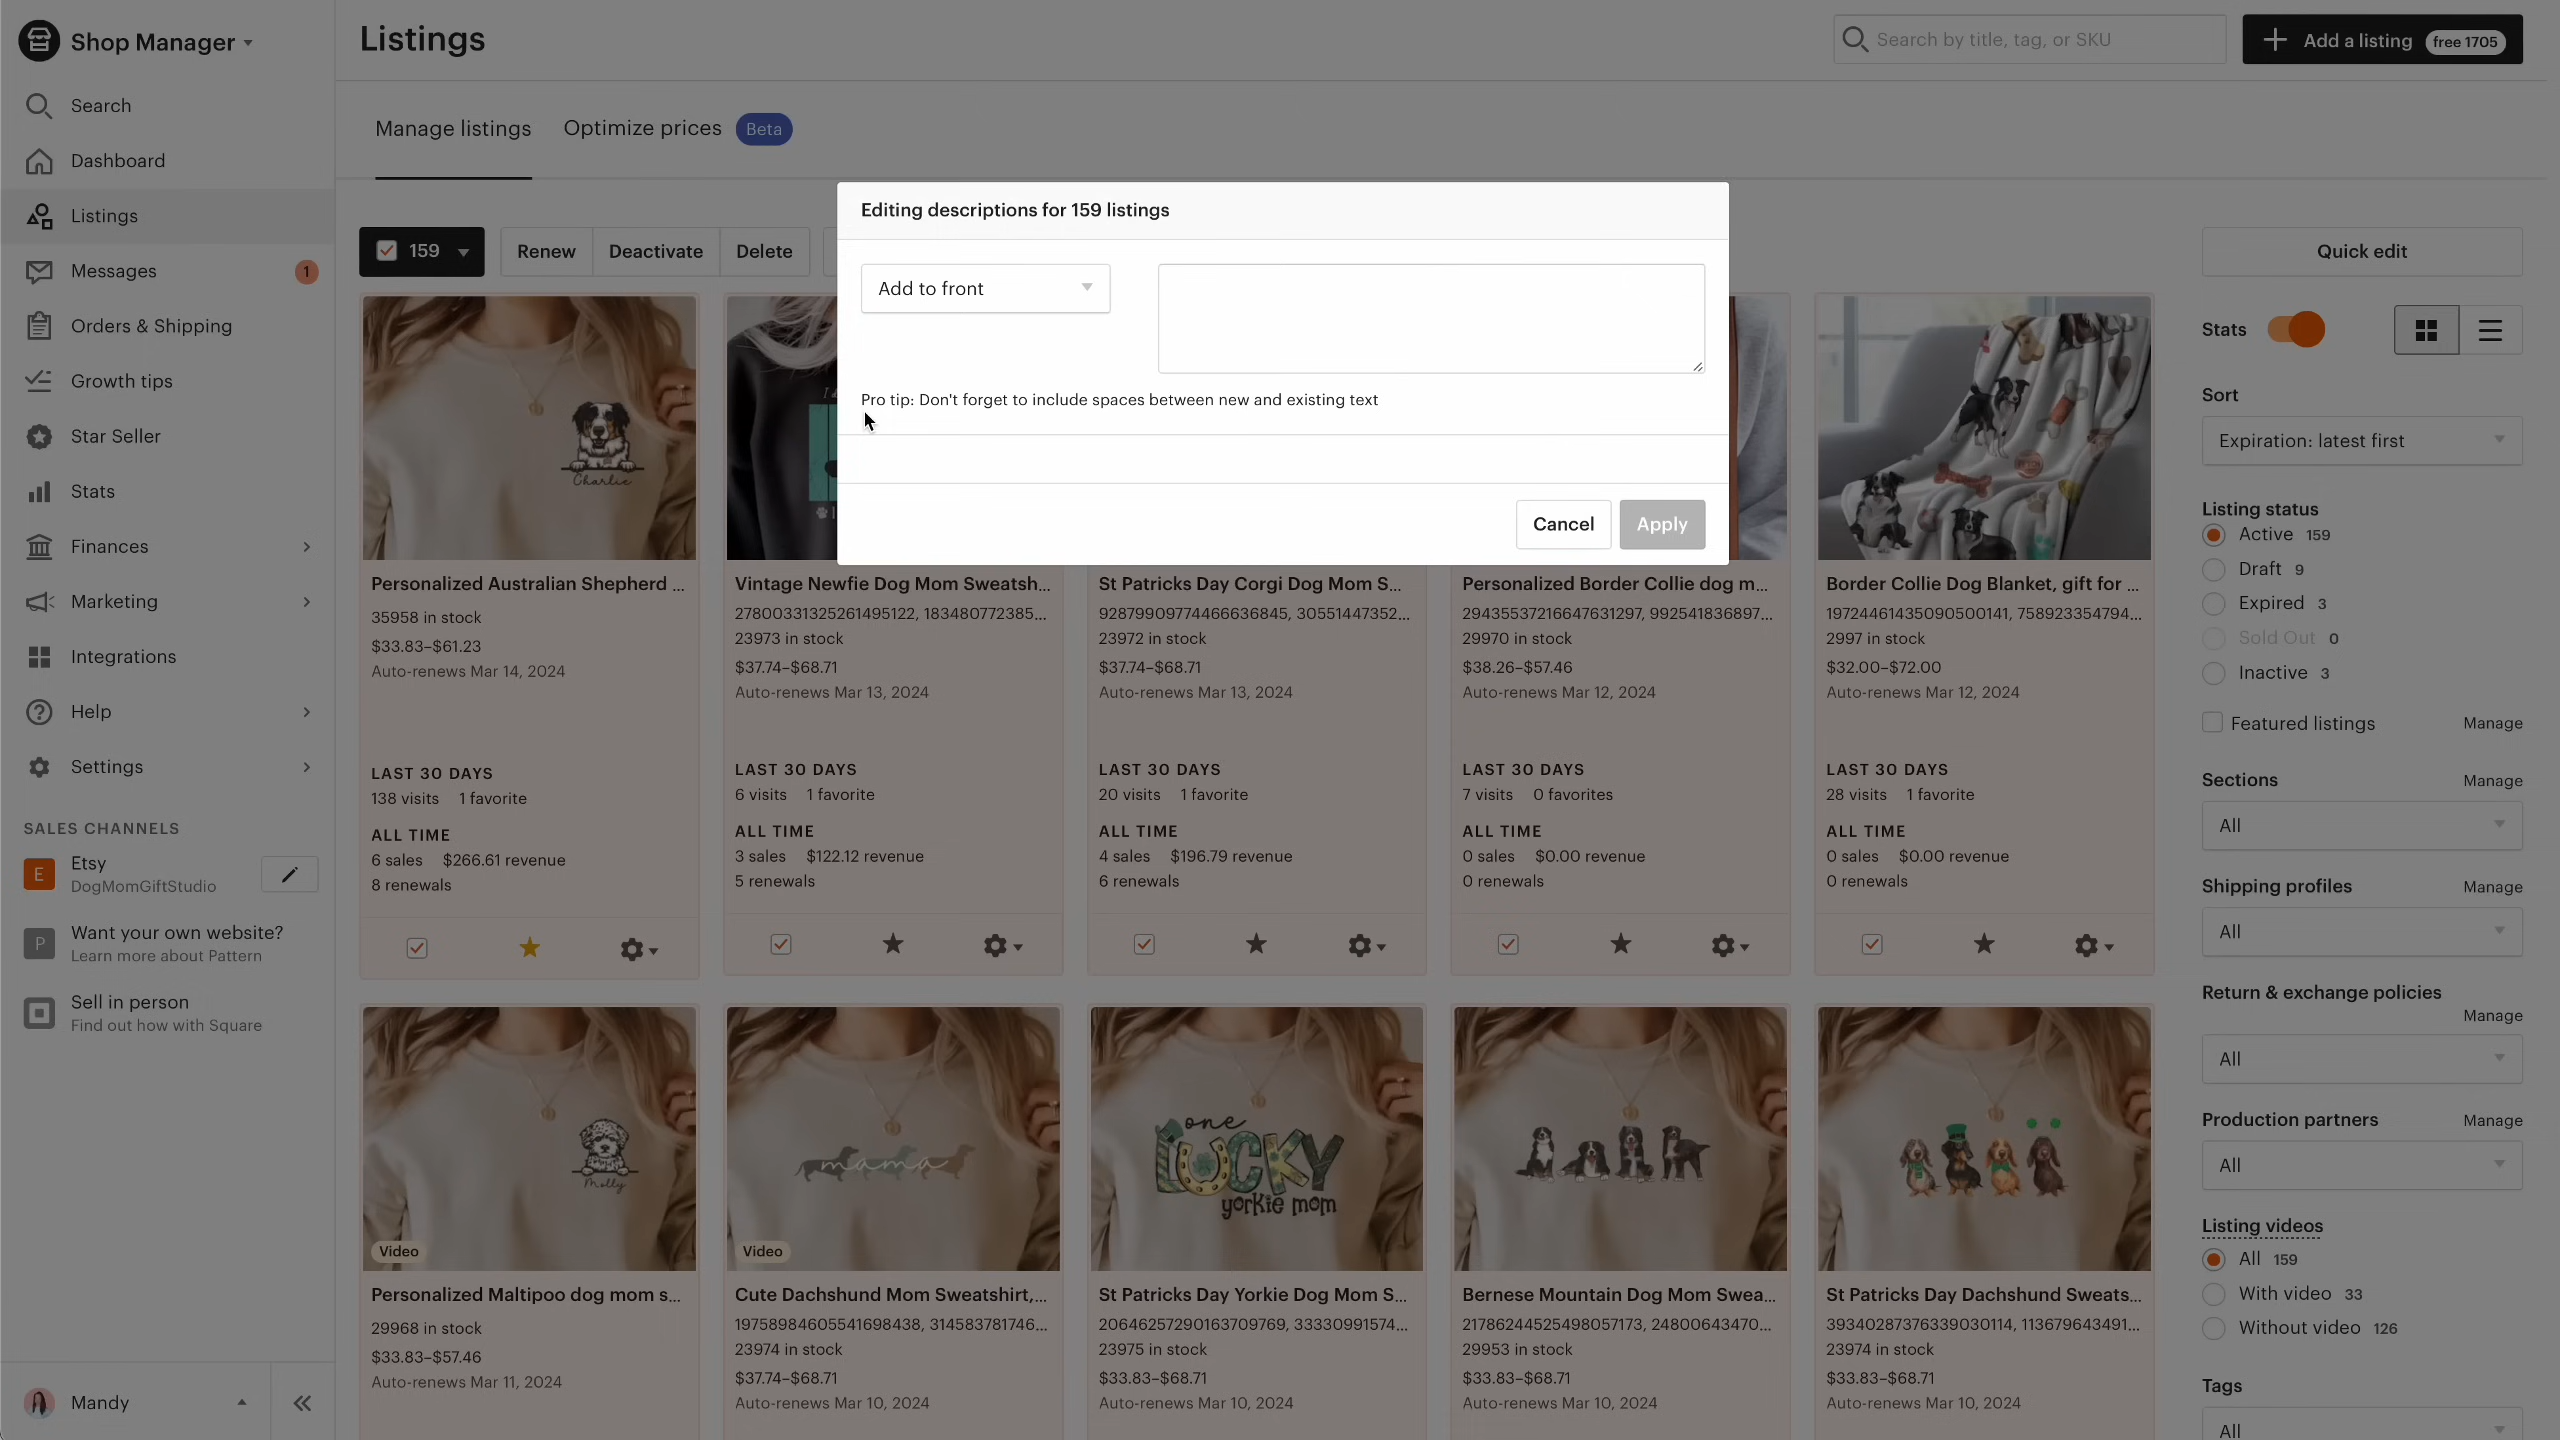 Shop Manager
Search
Dashboard
Listings
Messages
1
Orders & Shipping
Growth tips
Star Seller
Stats
Finances
Marketing
Integrations
Help
Settings
SALES CHANNELS
E
Etsy
DogMomGiftStudio
P
Want your own website?
Learn more about Pattern
Sell in person
Find out how with Square
Mandy
Listings
Search by title, tag, or SKU
Add a listing free 1705
Manage listings
Optimize prices Beta
159
Renew
Deactivate
Delete
Editing descriptions for 159 listings
Add to front
Pro tip: Don't forget to include spaces between new and existing text
Cancel
Apply
Charlie
Personalized Australian Shepherd ...
35958 in stock
$33.83–$61.23
Auto-renews Mar 14, 2024
LAST 30 DAYS
138 visits 1 favorite
ALL TIME
6 sales $266.61 revenue
8 renewals
Vintage Newfie Dog Mom Sweatsh...
27800331325261495122, 183480772385...
23973 in stock
$37.74–$68.71
Auto-renews Mar 13, 2024
LAST 30 DAYS
6 visits 1 favorite
ALL TIME
3 sales $122.12 revenue
5 renewals
St Patricks Day Corgi Dog Mom S...
92879909774466636845, 30551447352...
23972 in stock
$37.74–$68.71
Auto-renews Mar 13, 2024
LAST 30 DAYS
20 visits 1 favorite
ALL TIME
4 sales $196.79 revenue
6 renewals
Personalized Border Collie dog m...
29435537216647631297, 992541836897...
29970 in stock
$38.26–$57.46
Auto-renews Mar 12, 2024
LAST 30 DAYS
7 visits 0 favorites
ALL TIME
0 sales $0.00 revenue
0 renewals
Border Collie Dog Blanket, gift for ...
19724461435090500141, 758923354794...
2997 in stock
$32.00–$72.00
Auto-renews Mar 12, 2024
LAST 30 DAYS
28 visits 1 favorite
ALL TIME
0 sales $0.00 revenue
0 renewals
Molly
Video
Personalized Maltipoo dog mom s...
29968 in stock
$33.83–$57.46
Auto-renews Mar 11, 2024
mama
Video
Cute Dachshund Mom Sweatshirt,...
19758984605541698438, 314583781746...
23974 in stock
$37.74–$68.71
Auto-renews Mar 10, 2024
one
LUCKY
yorkie mom
St Patricks Day Yorkie Dog Mom S...
20646257290163709769, 33330991574...
23975 in stock
$33.83–$68.71
Auto-renews Mar 10, 2024
Bernese Mountain Dog Mom Swea...
21786244525498057173, 24800643470...
29953 in stock
$33.83–$68.71
Auto-renews Mar 10, 2024
St Patricks Day Dachshund Sweats...
39340287376339030114, 113679643491...
23974 in stock
$33.83–$68.71
Auto-renews Mar 10, 2024
Quick edit
Stats
Sort
Expiration: latest first
Listing status
Active 159
Draft 9
Expired 3
Sold Out 0
Inactive 3
Featured listings Manage
Sections Manage
All
Shipping profiles Manage
All
Return & exchange policies
Manage
All
Production partners Manage
All
Listing videos
All 159
With video 33
Without video 126
Tags
All